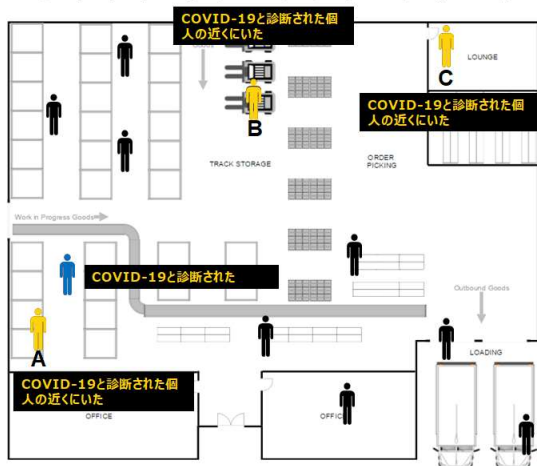 COVID-19と診断された個
人の近くにいた
C
LOUNGE
COVID-19と診断された個
人の近くにいた
B
TRACK STORAGE
ORDER
PICKING
Work in Progress Goods
COVID-19と診断された
Outbound Goods
A
LOADING
COVID-19と診断された個
人の近くにいた
OFFICE
OFFIC